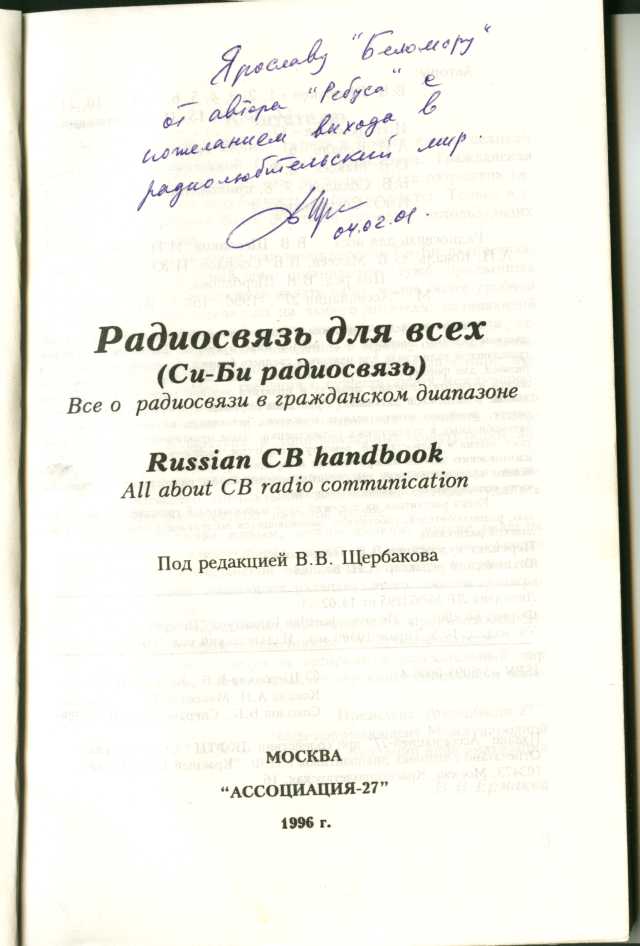 Ярославу "Беломору"
от автора "Ребуса" с
пожеланием выхода в
радиолюбительский мир.
04.02.01.
Радиосвязь для всех
(Си-Би радиосвязь)
Все о радиосвязи в гражданском диапазоне
Russian CB handbook
All about CB radio communication
Под редакцией В.В. Щербакова
МОСКВА
"АССОЦИАЦИЯ-27"
1996 г.